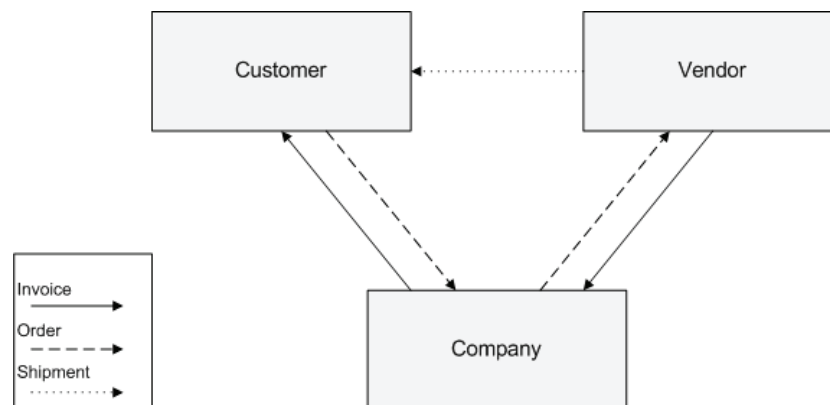 Customer
Vendor
Invoice
Order
Company
Shipment